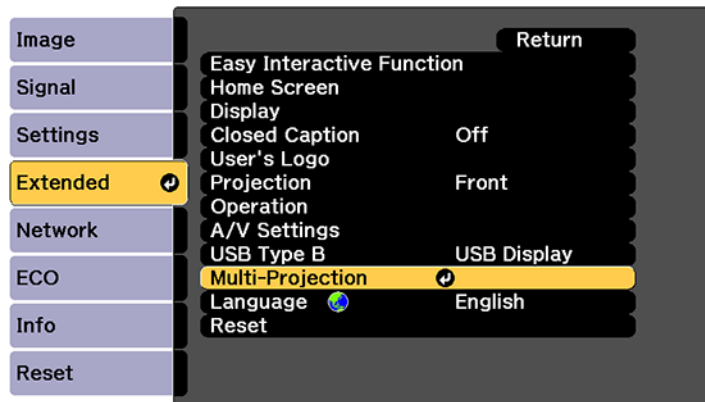 Image
Signal
Settings
Extended
Network
ECO
Info
Reset
Return
Easy Interactive Function
Home Screen
Display
Closed Caption Off
User's Logo
Projection Front
Operation
A/V Settings
USB Type B USB Display
Multi-Projection
Language English
Reset